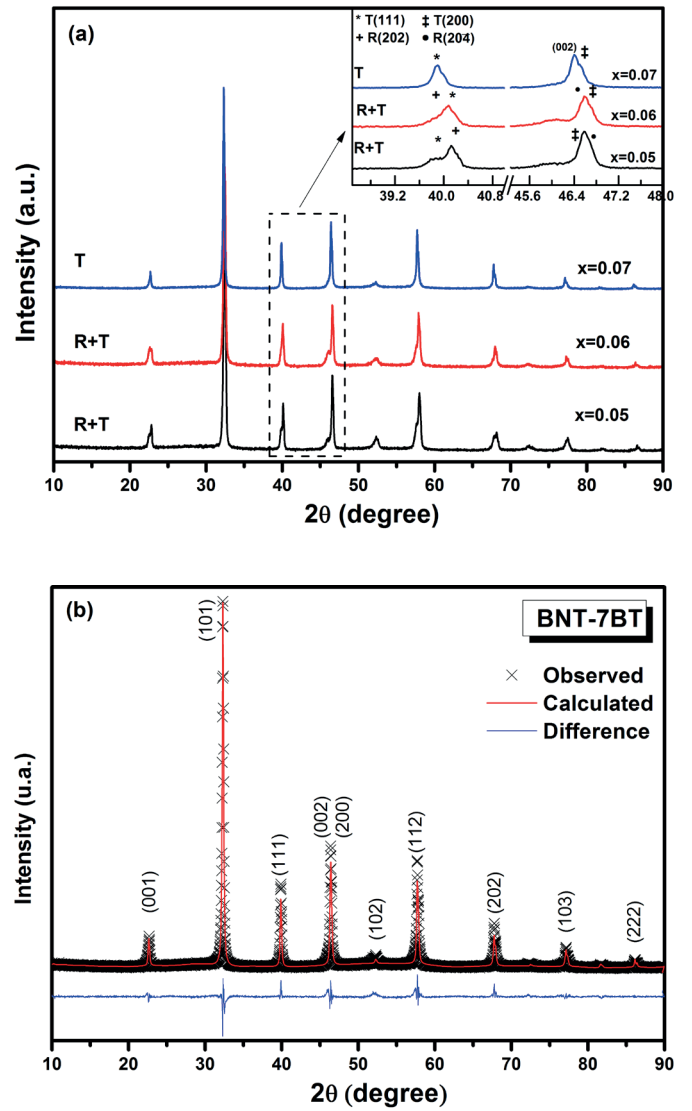 (a)
* T(111) ‡ T(200)
+ R(202) • R(204)
(002) ‡
T * x=0.07
+ * • ‡
R+T x=0.06
+
* ‡ •
R+T x=0.05
39.2 40.0 40.8 45.6 46.4 47.2 48.0
Intensity (a.u.)
T x=0.07
R+T x=0.06
R+T x=0.05
10 20 30 40 50 60 70 80 90
2θ (degree)
(b)
BNT-7BT
Observed
Calculated
Difference
Intensity (u.a.)
(001)
(101)
(111)
(002)
(200)
(102)
(112)
(202)
(103)
(222)
10 20 30 40 50 60 70 80 90
2θ (degree)